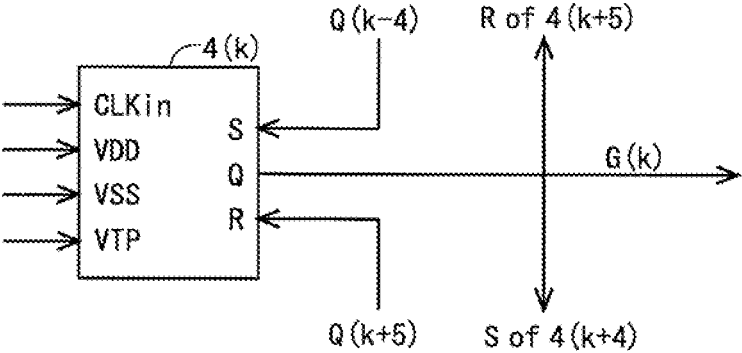 Q(k-4)
R of 4(k+5)
4(k)
CLKin
S
VDD
G(k)
Q
VSS
R
VTP
Q(k+5)
S of 4(k+4)